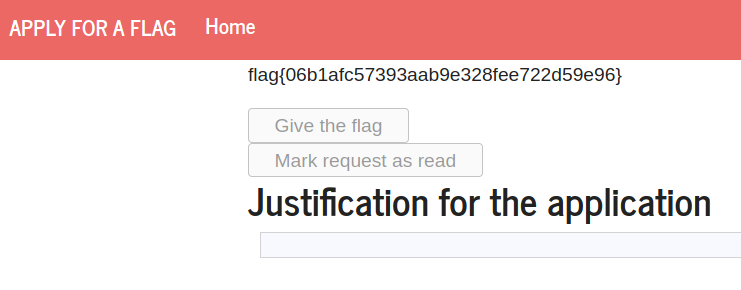 APPLY FOR A FLAG Home
flag{06b1afc57393aab9e328fee722d59e96}
Give the flag
Mark request as read
Justification for the application